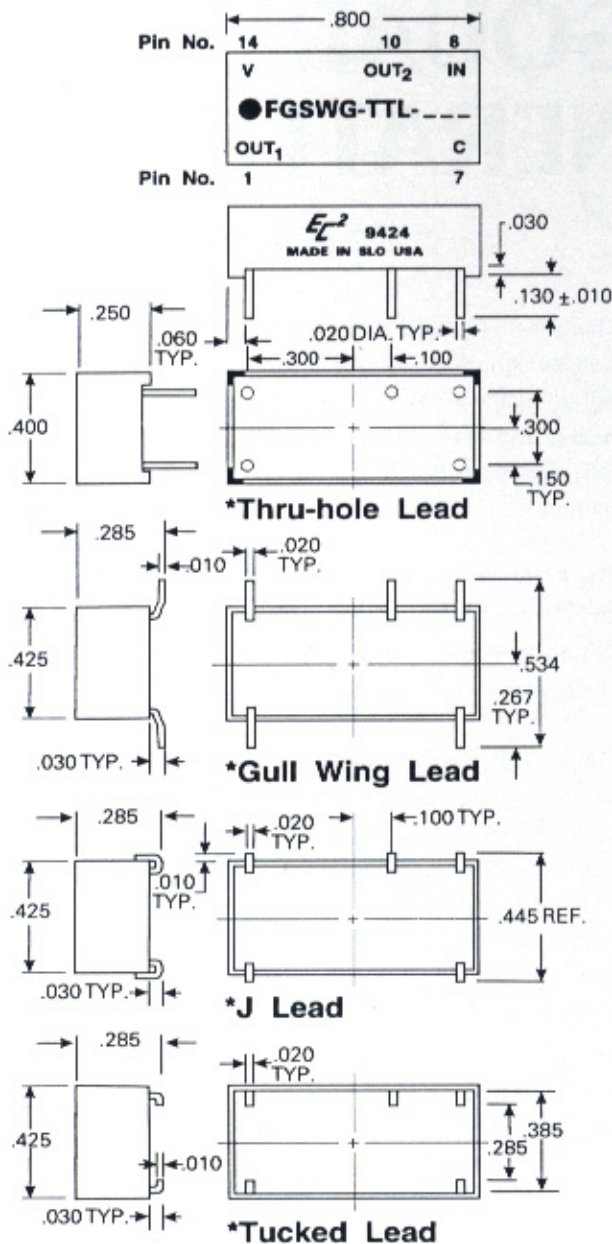 .800
Pin No. 14 10 8
V OUT2 IN
●FGSWG-TTL-___
OUT1 C
Pin No. 1 7
EC² 9424
MADE IN SLO USA
.030
.130 ±.010
.250
.060 TYP.
.020 DIA. TYP.
.300 .100
.400
.300
.150 TYP.
*Thru-hole Lead
.285
.010
.020 TYP.
.425
.534
.267 TYP.
.030 TYP.
*Gull Wing Lead
.285
.020 TYP.
.100 TYP.
.010 TYP.
.425
.445 REF.
.030 TYP.
*J Lead
.285
.020 TYP.
.425
.010
.285
.385
.030 TYP.
*Tucked Lead